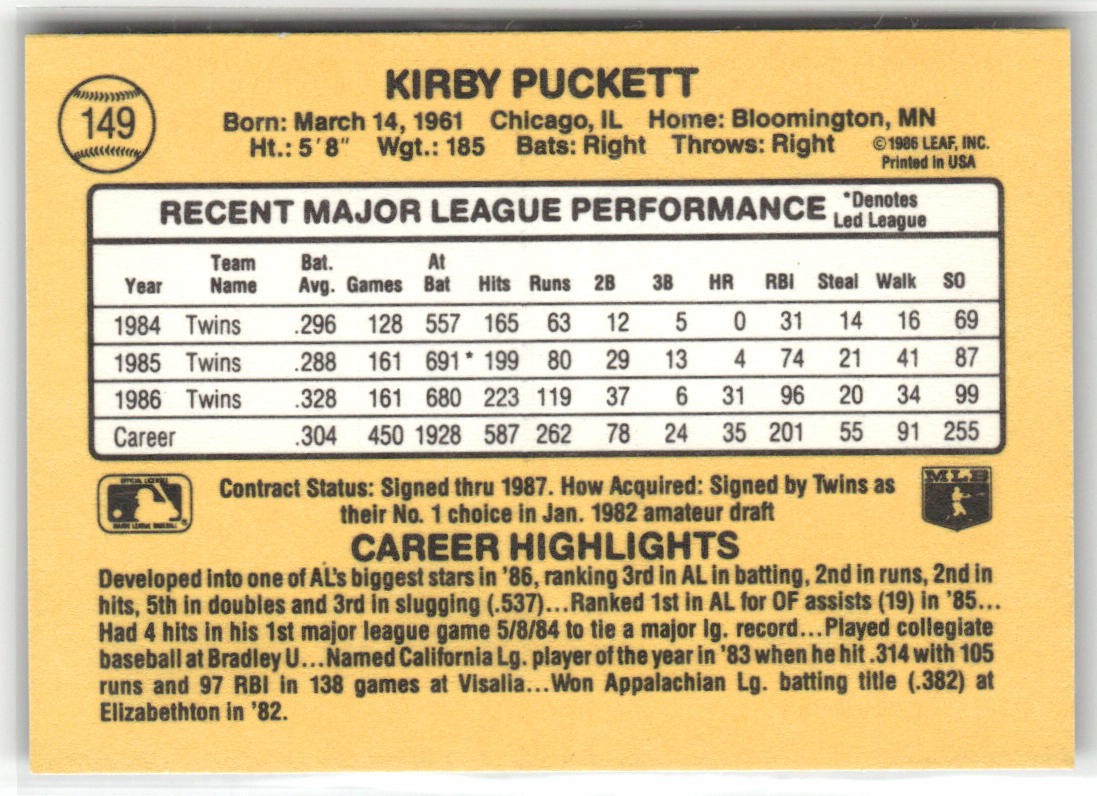 149
KIRBY PUCKETT
Born: March 14, 1961 Chicago, IL Home: Bloomington, MN
Ht.: 5'8" Wgt.: 185 Bats: Right Throws: Right ©1986 LEAF, INC.
Printed in USA
RECENT MAJOR LEAGUE PERFORMANCE *Denotes
Led League
Year Team Name Bat. Avg. Games At Bat Hits Runs 2B 3B HR RBI Steal Walk SO
1984 Twins .296 128 557 165 63 12 5 0 31 14 16 69
1985 Twins .288 161 691* 199 80 29 13 4 74 21 41 87
1986 Twins .328 161 680 223 119 37 6 31 96 20 34 99
Career .304 450 1928 587 262 78 24 35 201 55 91 255
OFFICIAL LICENSEE
MAJOR LEAGUE BASEBALL
MLB
Contract Status: Signed thru 1987. How Acquired: Signed by Twins as
their No. 1 choice in Jan. 1982 amateur draft
CAREER HIGHLIGHTS
Developed into one of AL's biggest stars in '86, ranking 3rd in AL in batting, 2nd in runs, 2nd in
hits, 5th in doubles and 3rd in slugging (.537)...Ranked 1st in AL for OF assists (19) in '85...
Had 4 hits in his 1st major league game 5/8/84 to tie a major lg. record...Played collegiate
baseball at Bradley U...Named California Lg. player of the year in '83 when he hit .314 with 105
runs and 97 RBI in 138 games at Visalia...Won Appalachian Lg. batting title (.382) at
Elizabethton in '82.